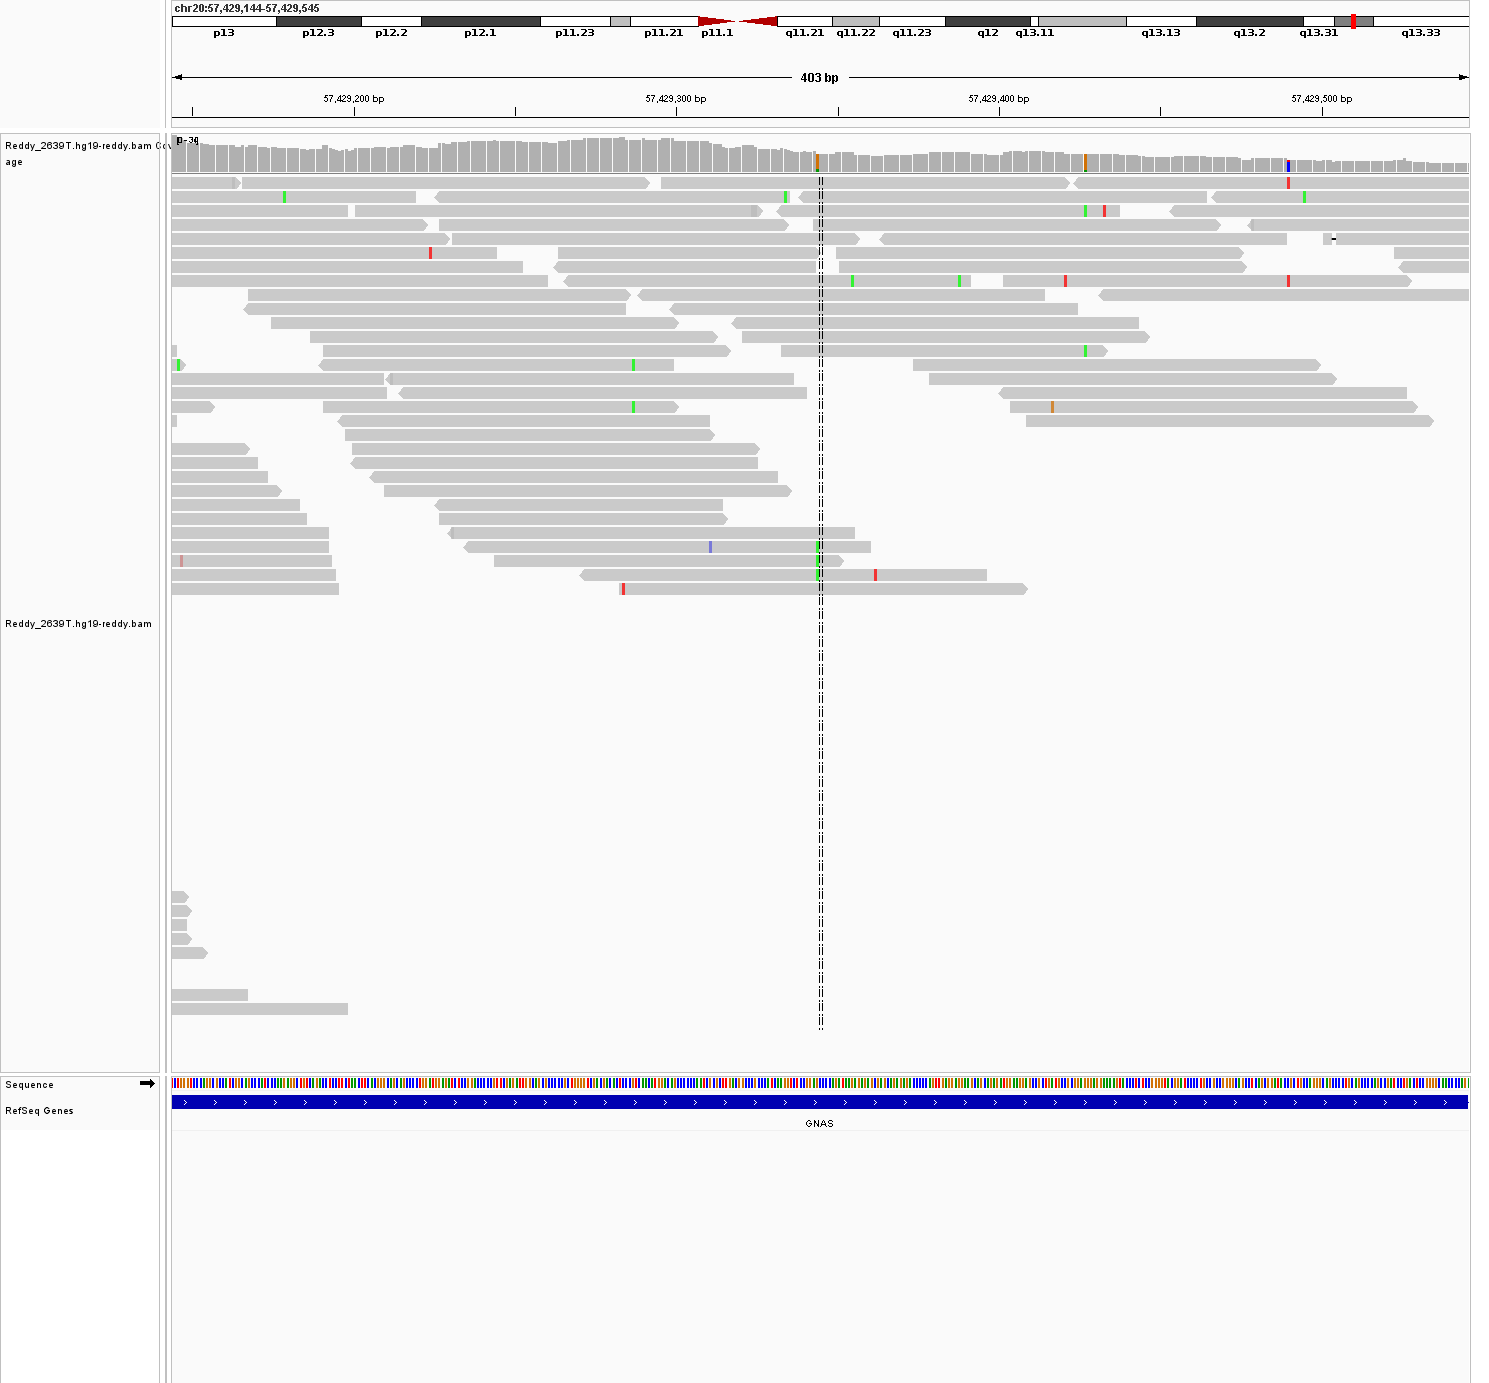 chr20:57,429,144-57,429,545
p13 p12.3 p12.2 p12.1 p11.23 p11.21 p11.1 q11.21 q11.22 q11.23 q12 q13.11 q13.13 q13.2 q13.31 q13.33
403 bp
57,429,200 bp 57,429,300 bp 57,429,400 bp 57,429,500 bp
Reddy_2639T.hg19-reddy.bam Cov
age
Reddy_2639T.hg19-reddy.bam
Sequence
RefSeq Genes
GNAS